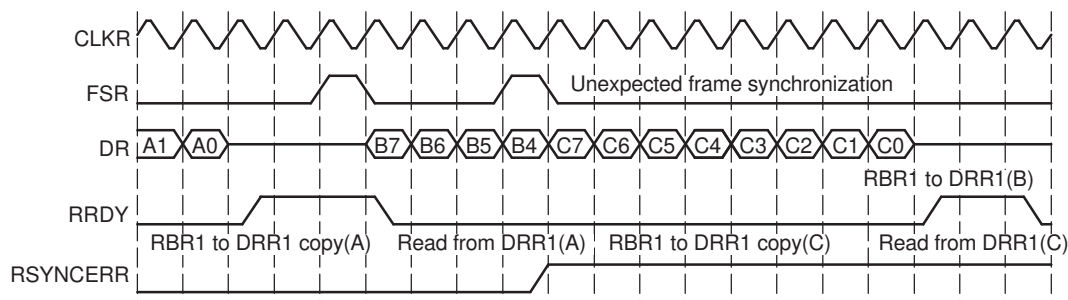 CLKR
FSR
Unexpected frame synchronization
DR A1 A0 B7 B6 B5 B4 C7 C6 C5 C4 C3 C2 C1 C0
RBR1 to DRR1(B)
RRDY
RBR1 to DRR1 copy(A) Read from DRR1(A) RBR1 to DRR1 copy(C) Read from DRR1(C)
RSYNCERR